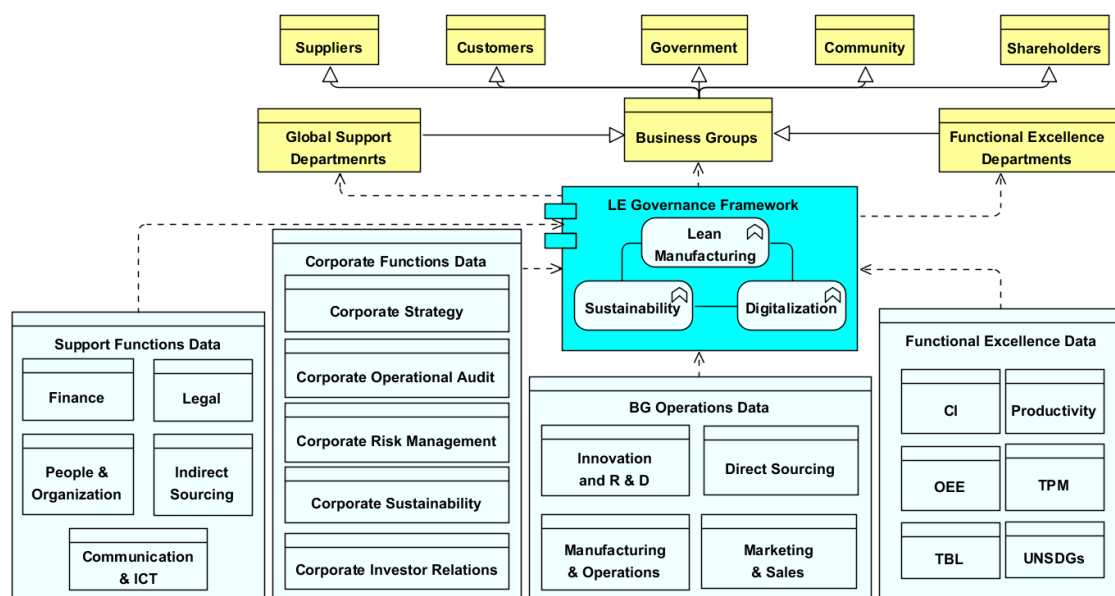 Suppliers
Customers
Government
Community
Shareholders
Global Support
Departmenrts
Business Groups
Functional Excellence
Departments
LE Governance Framework
Lean
Manufacturing
Sustainability
Digitalization
Support Functions Data
Finance
Legal
People &
Organization
Indirect
Sourcing
Communication
& ICT
Corporate Functions Data
Corporate Strategy
Corporate Operational Audit
Corporate Risk Management
Corporate Sustainability
Corporate Investor Relations
BG Operations Data
Innovation
and R & D
Direct Sourcing
Manufacturing
& Operations
Marketing
& Sales
Functional Excellence Data
CI
Productivity
OEE
TPM
TBL
UNSDGs